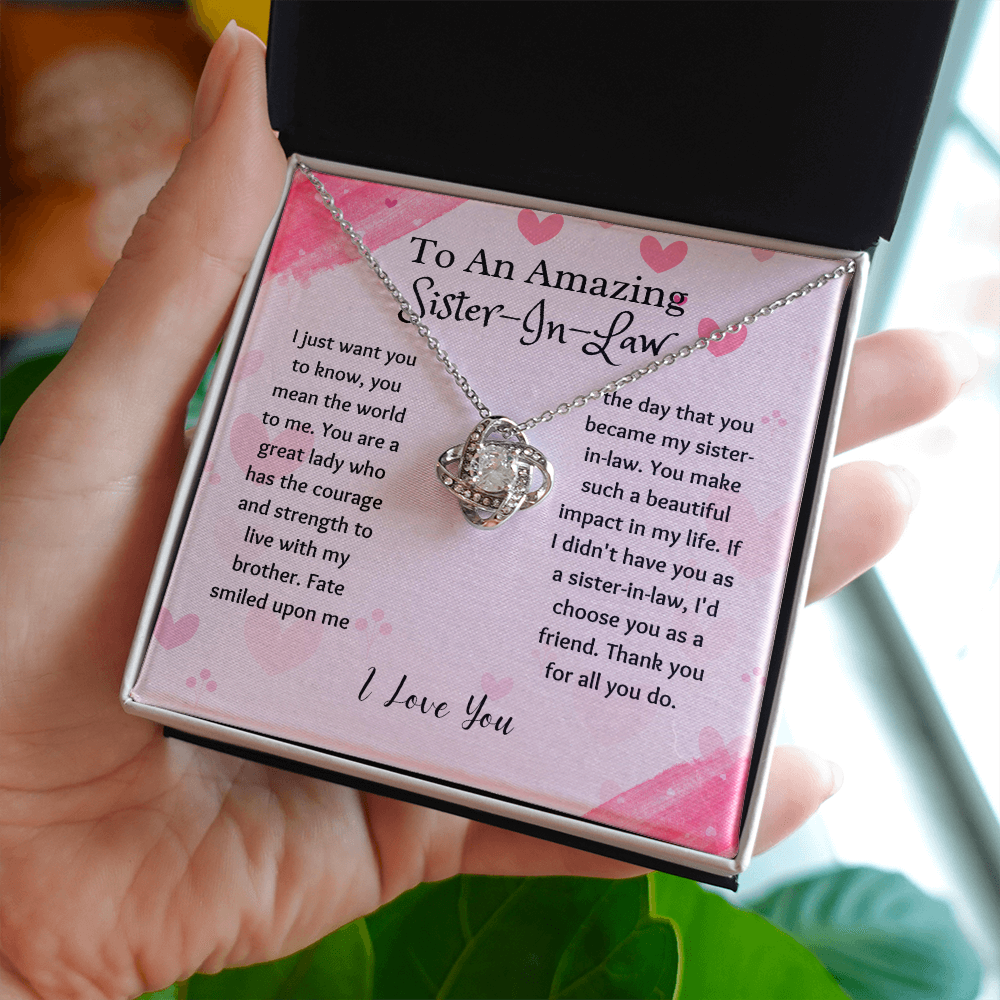 To An Amazing
Sister-In-Law
I just want you
to know, you
mean the world
to me. You are a
great lady who
has the courage
and strength to
live with my
brother. Fate
smiled upon me
the day that you
became my sister-
in-law. You make
such a beautiful
impact in my life. If
I didn't have you as
a sister-in-law, I'd
choose you as a
friend. Thank you
for all you do.
I Love You